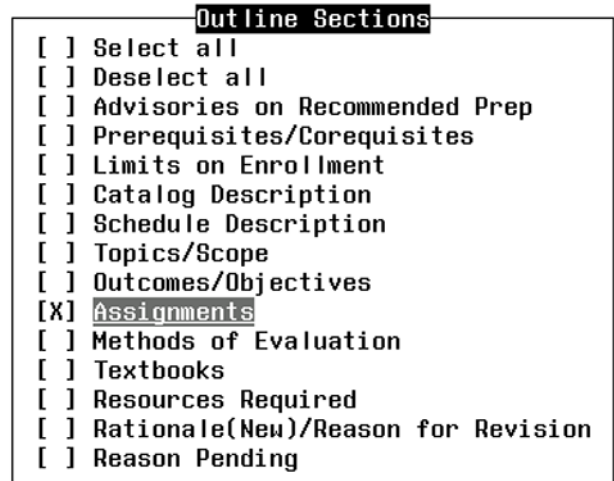 Outline Sections
[ ] Select all
[ ] Deselect all
[ ] Advisories on Recommended Prep
[ ] Prerequisites/Corequisites
[ ] Limits on Enrollment
[ ] Catalog Description
[ ] Schedule Description
[ ] Topics/Scope
[ ] Outcomes/Objectives
[X] Assignments
[ ] Methods of Evaluation
[ ] Textbooks
[ ] Resources Required
[ ] Rationale(New)/Reason for Revision
[ ] Reason Pending